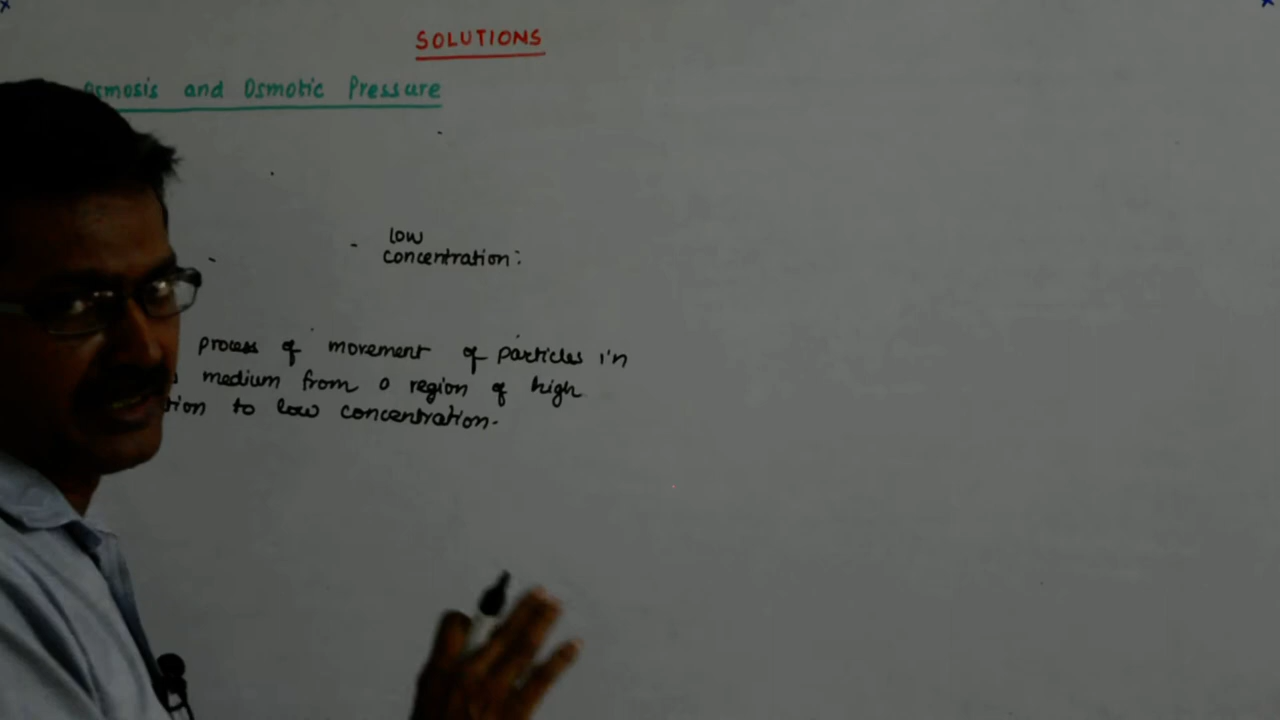 SOLUTIONS
Osmosis and Osmotic Pressure
- low
concentration:
process of movement of particles in
medium from a region of high
tion to low concentration.